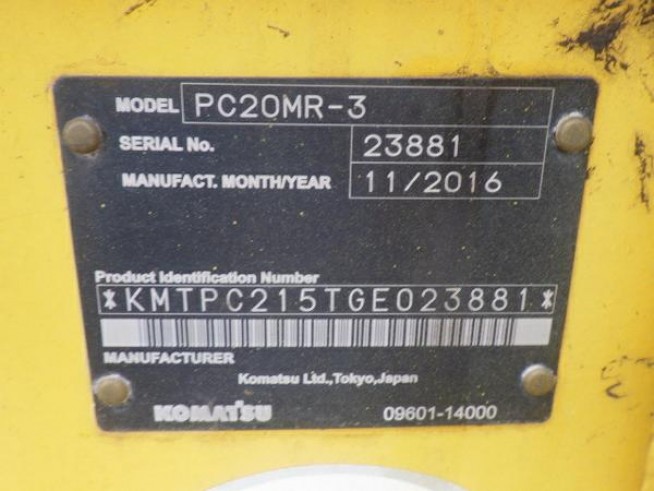 MODEL PC20MR-3
SERIAL No. 23881
MANUFACT. MONTH/YEAR 11/2016
Product Identification Number
*KMTPC215TGE023881*
MANUFACTURER
Komatsu Ltd.,Tokyo,Japan
KOMATSU 09601-14000